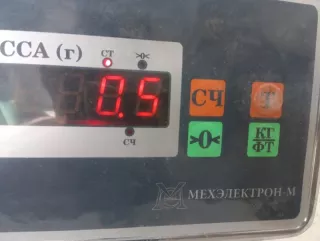 ССА (г)
СТ >0<
0.5
СЧ
СЧ Т
>0< КГ
ФТ
МЕХЭЛЕКТРОН-М